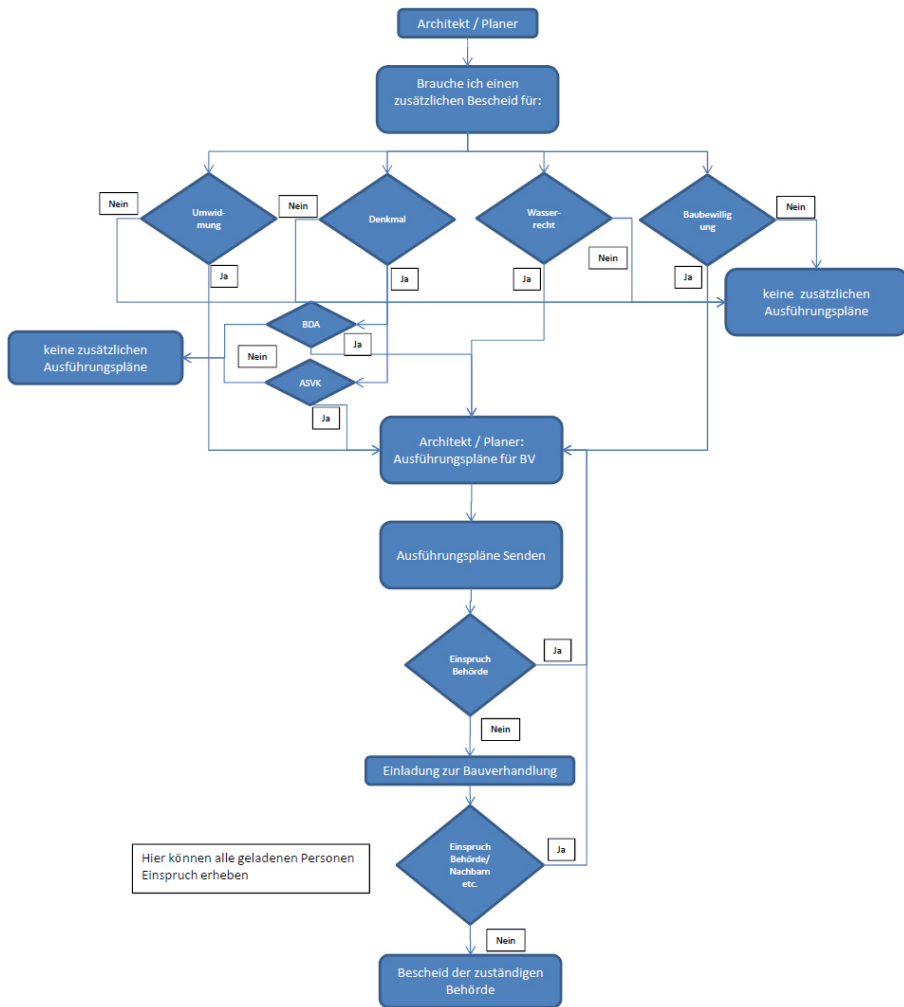 Architekt / Planer
Brauche ich einen
zusätzlichen Bescheid für:
Nein
Umwid-
mung
Nein
Denkmal
Wasser-
recht
Nein
Baubewillig
ung
Nein
Ja
Ja
Ja
Ja
keine zusätzlichen
Ausführungspläne
BDA
Ja
keine zusätzlichen
Ausführungspläne
Nein
ASVK
Ja
Architekt / Planer:
Ausführungspläne für BV
Ausführungspläne Senden
Einspruch
Behörde
Ja
Nein
Einladung zur Bauverhandlung
Hier können alle geladenen Personen
Einspruch erheben
Einspruch
Behörde/
Nachbarn
etc.
Ja
Nein
Bescheid der zuständigen
Behörde